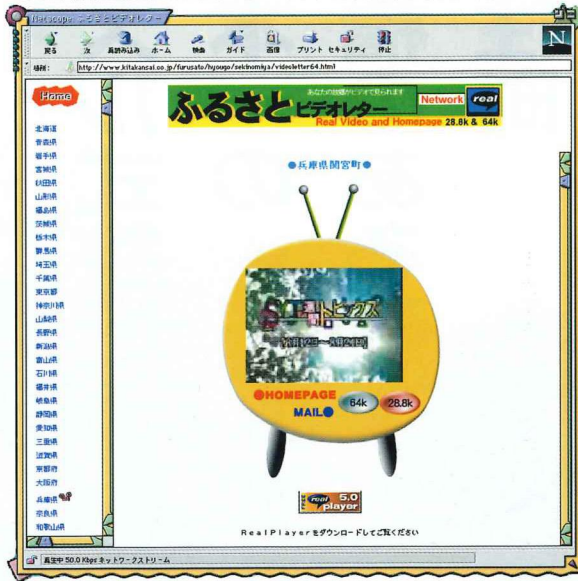 Netscape: ふるさとビデオレター
戻る 次 再読み込み ホーム 検索 ガイド 画像 プリント セキュリティ 停止
N
場所: http://www.kitakansai.co.jp/furusato/hyougo/sekinomiya/videoletter64.html
Home
あなたの故郷がビデオで見られます
ふるさとビデオレター
Network real
Real Video and Homepage 28.8k & 64k
●兵庫県関宮町●
北海道
青森県
岩手県
宮城県
秋田県
山形県
福島県
茨城県
栃木県
群馬県
埼玉県
千葉県
東京都
神奈川県
山梨県
長野県
新潟県
富山県
石川県
福井県
岐阜県
静岡県
愛知県
三重県
滋賀県
京都府
大阪府
兵庫県
奈良県
和歌山県
トピックス
●HOMEPAGE
MAIL●
64k
28.8k
real 5.0
player
RealPlayerをダウンロードしてご覧ください
再生中 50.0 Kbps ネットワークストリーム